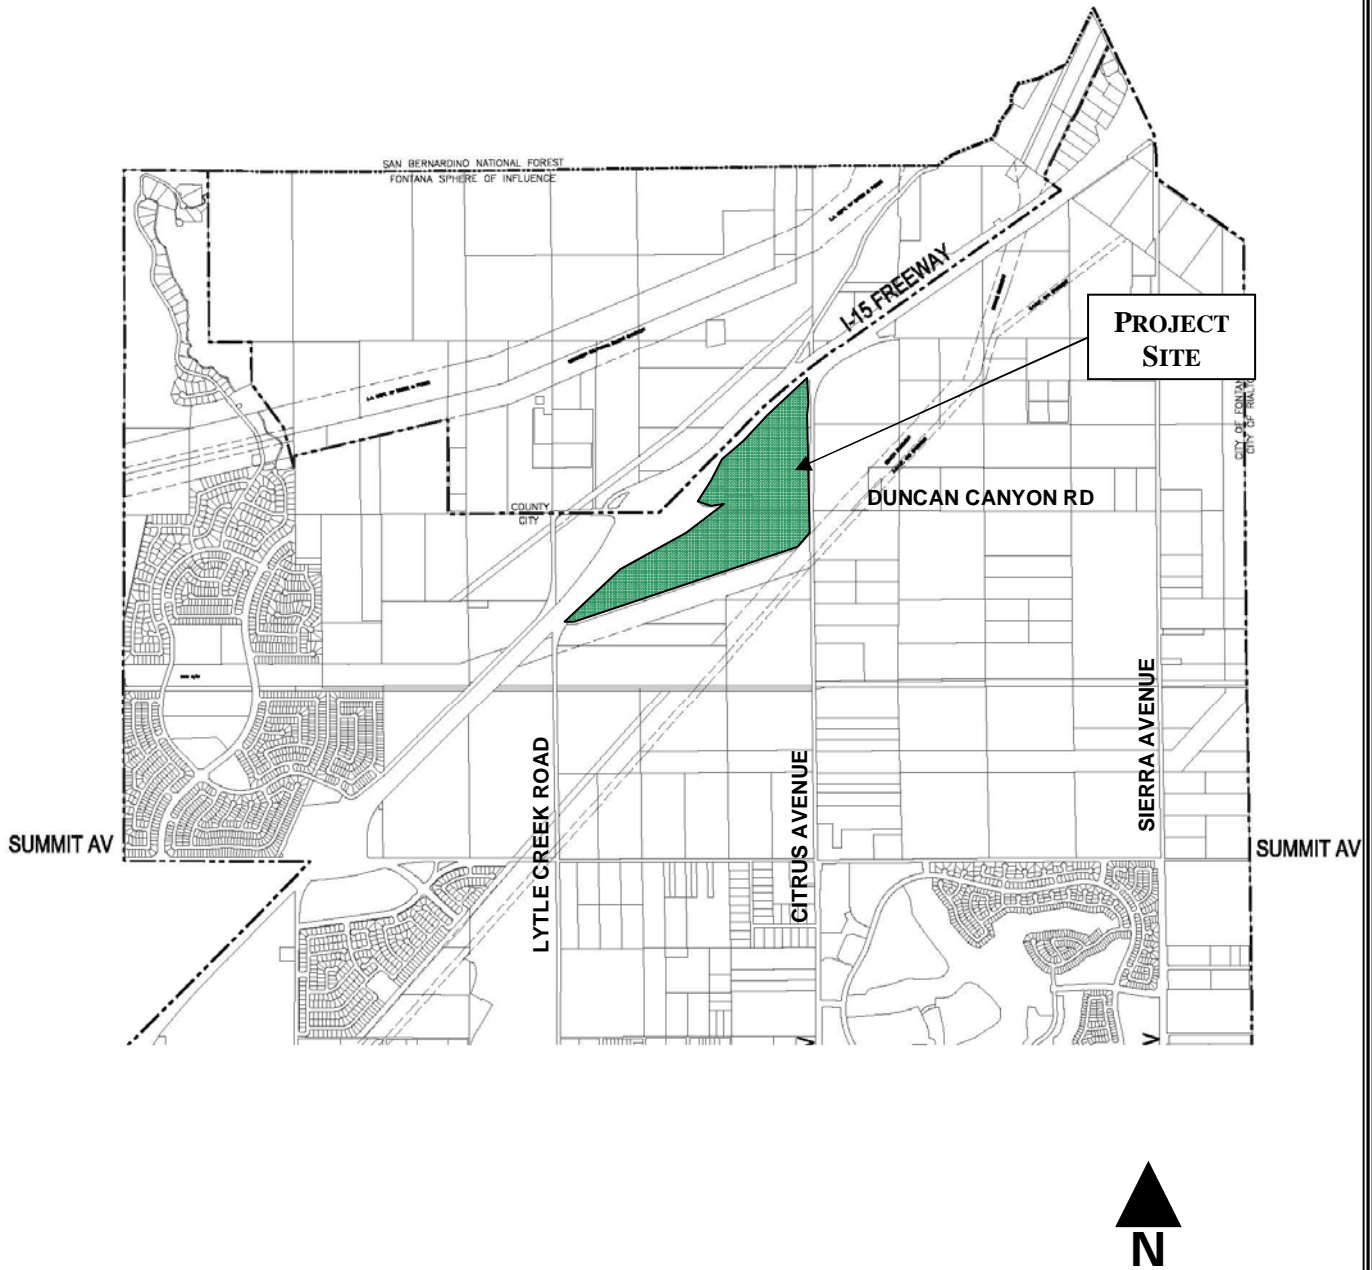 SAN BERNARDINO NATIONAL FOREST
FONTANA SPHERE OF INFLUENCE
I-15 FREEWAY
PROJECT
SITE
CITY OF FONTANA
CITY OF RIALTO
DUNCAN CANYON RD
COUNTY
CITY
LYTLE CREEK ROAD
CITRUS AVENUE
SIERRA AVENUE
SUMMIT AV
SUMMIT AV
V
V
N